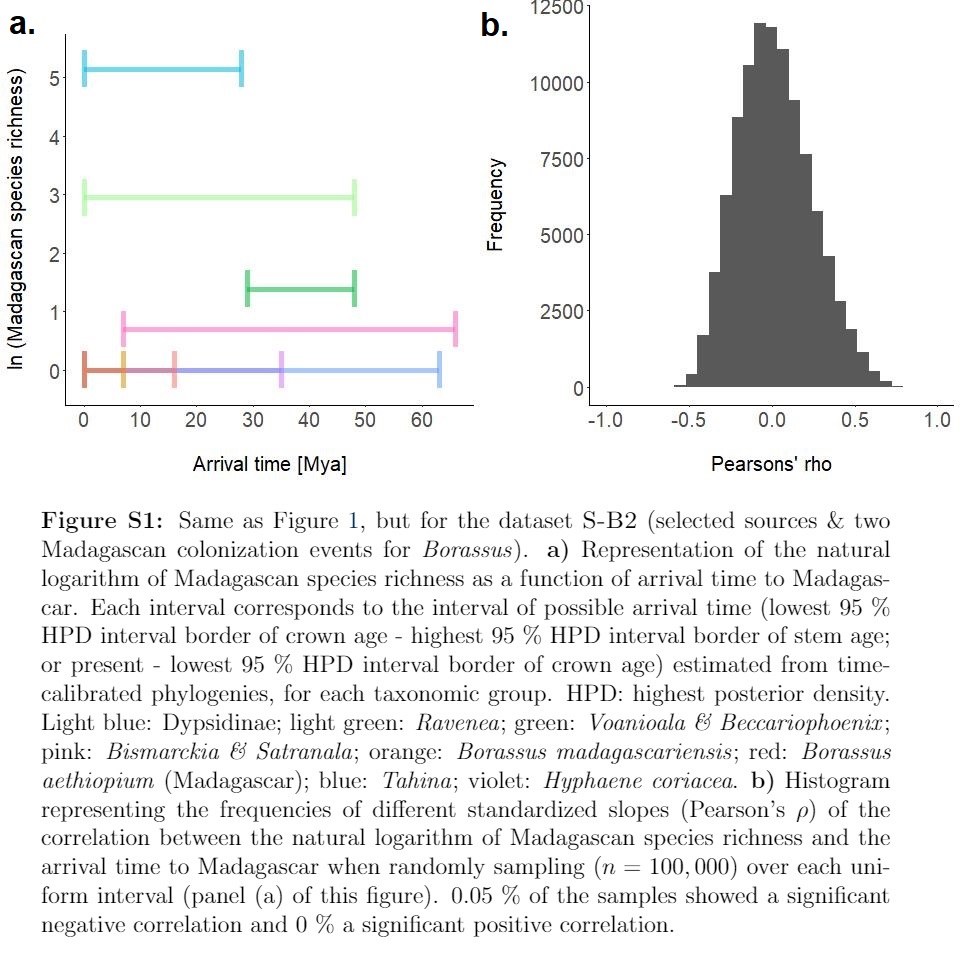 a.
ln (Madagascan species richness)
5
4
3
2
1
0
0 10 20 30 40 50 60
Arrival time [Mya]
b.
Frequency
12500
10000
7500
5000
2500
0
-1.0 -0.5 0.0 0.5 1.0
Pearsons' rho
Figure S1: Same as Figure 1, but for the dataset S-B2 (selected sources & two
Madagascan colonization events for Borassus). a) Representation of the natural
logarithm of Madagascan species richness as a function of arrival time to Madagas-
car. Each interval corresponds to the interval of possible arrival time (lowest 95 %
HPD interval border of crown age - highest 95 % HPD interval border of stem age;
or present - lowest 95 % HPD interval border of crown age) estimated from time-
calibrated phylogenies, for each taxonomic group. HPD: highest posterior density.
Light blue: Dypsidinae; light green: Ravenea; green: Voanioala & Beccariophoenix;
pink: Bismarckia & Satranala; orange: Borassus madagascariensis; red: Borassus
aethiopium (Madagascar); blue: Tahina; violet: Hyphaene coriacea. b) Histogram
representing the frequencies of different standardized slopes (Pearson's ρ) of the
correlation between the natural logarithm of Madagascan species richness and the
arrival time to Madagascar when randomly sampling (n = 100, 000) over each uni-
form interval (panel (a) of this figure). 0.05 % of the samples showed a significant
negative correlation and 0 % a significant positive correlation.